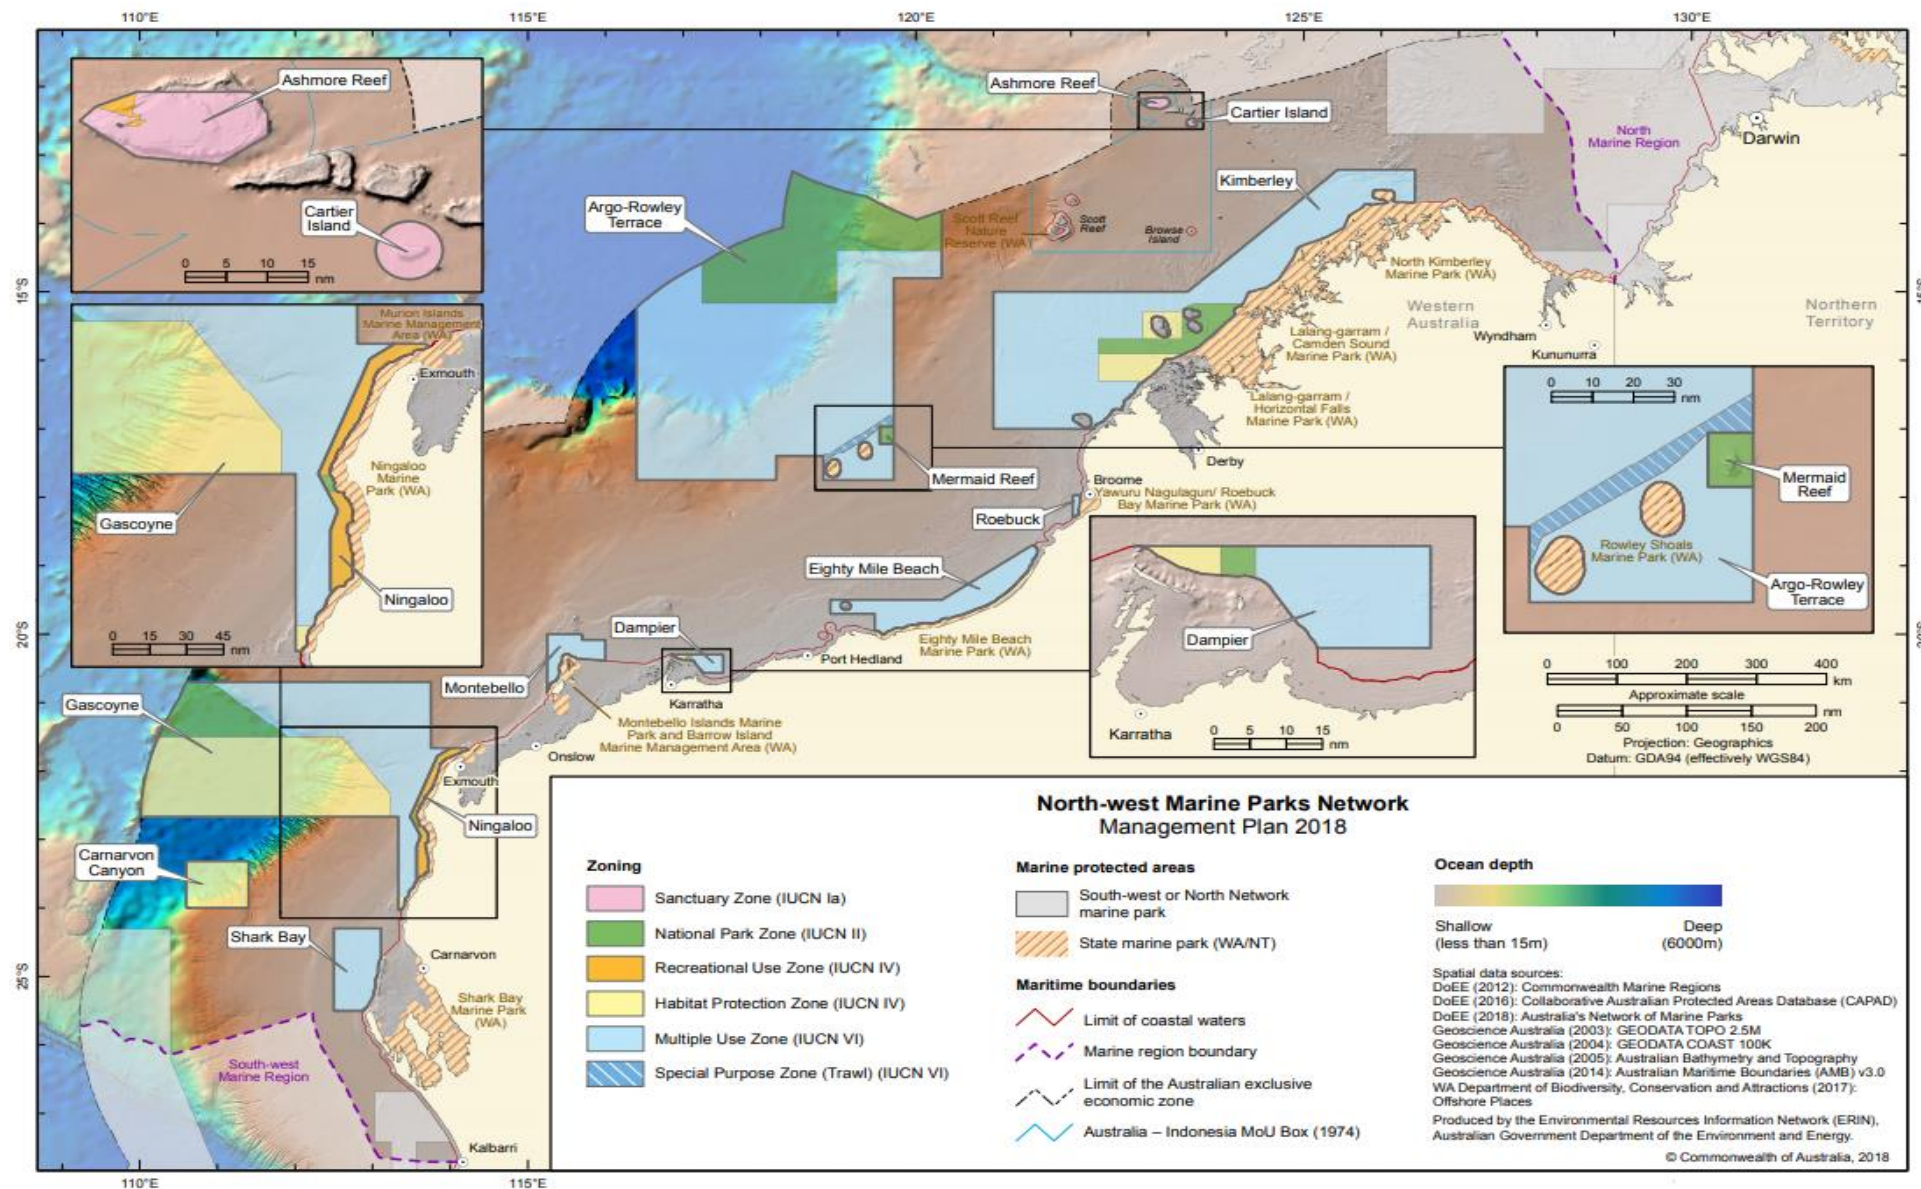 110°E
115°E
120°E
125°E
130°E
Ashmore Reef
Cartier
Island
0 5 10 15
nm
Ashmore Reef
Cartier Island
North
Marine Region
Darwin
Kimberley
Argo-Rowley
Terrace
Scott Reef
Nature
Reserve (WA)
Scott
Reef
Browse
Island
North Kimberley
Marine Park (WA)
Western
Australia
Northern
Territory
15°S
Wyndham
Kununurra
Lalang-garram /
Camden Sound
Marine Park (WA)
Lalang-garram /
Horizontal Falls
Marine Park (WA)
Derby
Murion Islands
Marine Management
Area (WA)
Exmouth
Ningaloo
Marine
Park (WA)
Gascoyne
Ningaloo
0 15 30 45
nm
Mermaid Reef
Broome
Yawuru Nagulagun/ Roebuck
Bay Marine Park (WA)
Roebuck
Eighty Mile Beach
Dampier
Eighty Mile Beach
Marine Park (WA)
Port Hedland
Montebello
Karratha
Montebello Islands Marine
Park and Barrow Island
Marine Management Area (WA)
Onslow
0 10 20 30
nm
Mermaid
Reef
Rowley Shoals
Marine Park (WA)
Argo-Rowley
Terrace
Dampier
Karratha
0 5 10 15
nm
20°S
0 100 200 300 400
km
Approximate scale
nm
0 50 100 150 200
Projection: Geographics
Datum: GDA94 (effectively WGS84)
Gascoyne
Exmouth
Ningaloo
Carnarvon
Canyon
Shark Bay
Carnarvon
25°S
Shark Bay
Marine Park
(WA)
South-west
Marine Region
Kalbarri
110°E
115°E
North-west Marine Parks Network
Management Plan 2018
Zoning
Sanctuary Zone (IUCN Ia)
National Park Zone (IUCN II)
Recreational Use Zone (IUCN IV)
Habitat Protection Zone (IUCN IV)
Multiple Use Zone (IUCN VI)
Special Purpose Zone (Trawl) (IUCN VI)
Marine protected areas
South-west or North Network
marine park
State marine park (WA/NT)
Maritime boundaries
Limit of coastal waters
Marine region boundary
Limit of the Australian exclusive
economic zone
Australia – Indonesia MoU Box (1974)
Ocean depth
Shallow
(less than 15m)
Deep
(6000m)
Spatial data sources:
DoEE (2012): Commonwealth Marine Regions
DoEE (2016): Collaborative Australian Protected Areas Database (CAPAD)
DoEE (2018): Australia's Network of Marine Parks
Geoscience Australia (2003): GEODATA TOPO 2.5M
Geoscience Australia (2004): GEODATA COAST 100K
Geoscience Australia (2005): Australian Bathymetry and Topography
Geoscience Australia (2014): Australian Maritime Boundaries (AMB) v3.0
WA Department of Biodiversity, Conservation and Attractions (2017):
Offshore Places
Produced by the Environmental Resources Information Network (ERIN),
Australian Government Department of the Environment and Energy.
© Commonwealth of Australia, 2018